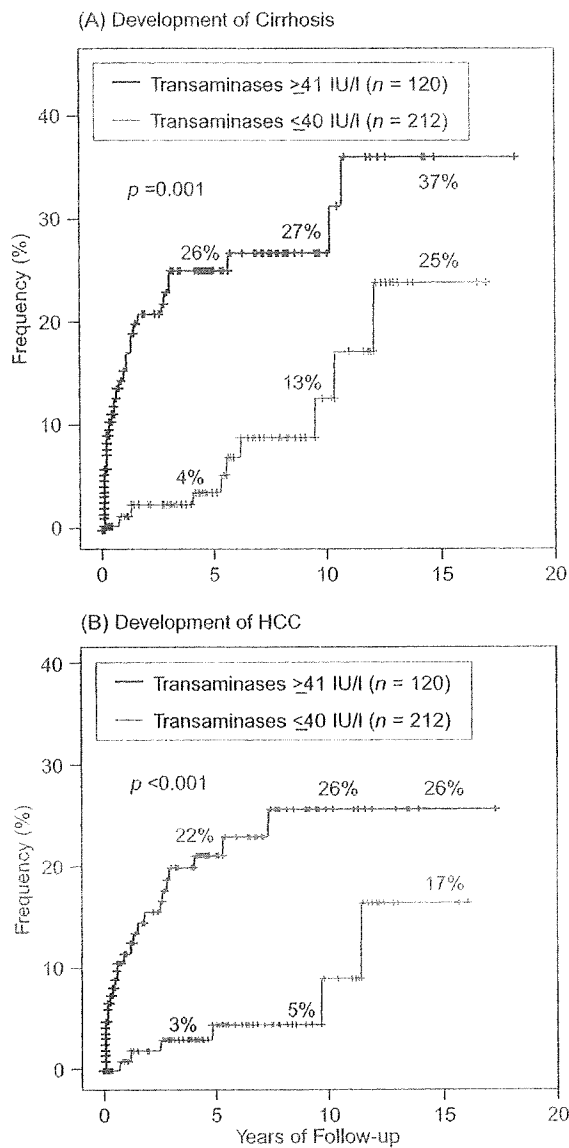 (A) Development of Cirrhosis
Transaminases ≥41 IU/l (n = 120)
Transaminases ≤40 IU/l (n = 212)
p =0.001
26%
27%
37%
4%
13%
25%
Frequency (%)
40
30
20
10
0
0 5 10 15 20
(B) Development of HCC
Transaminases ≥41 IU/l (n = 120)
Transaminases ≤40 IU/l (n = 212)
p <0.001
22%
26%
26%
3%
5%
17%
Frequency (%)
40
30
20
10
0
0 5 10 15 20
Years of Follow-up